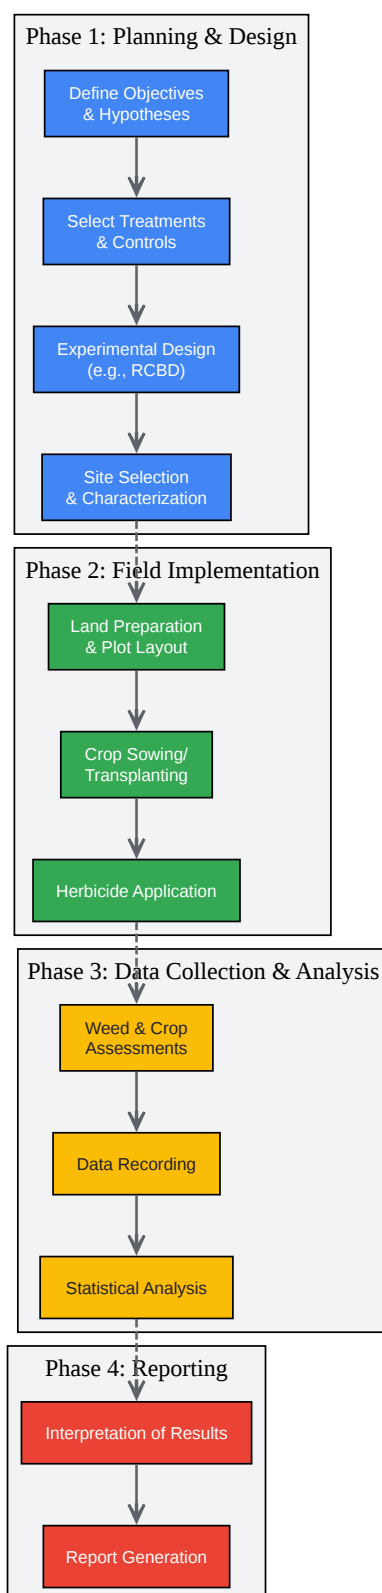 Phase 1: Planning & Design
Define Objectives
& Hypotheses
Select Treatments
& Controls
Experimental Design
(e.g., RCBD)
Site Selection
& Characterization
Phase 2: Field Implementation
Land Preparation
& Plot Layout
Crop Sowing/
Transplanting
Herbicide Application
Phase 3: Data Collection & Analysis
Weed & Crop
Assessments
Data Recording
Statistical Analysis
Phase 4: Reporting
Interpretation of Results
Report Generation